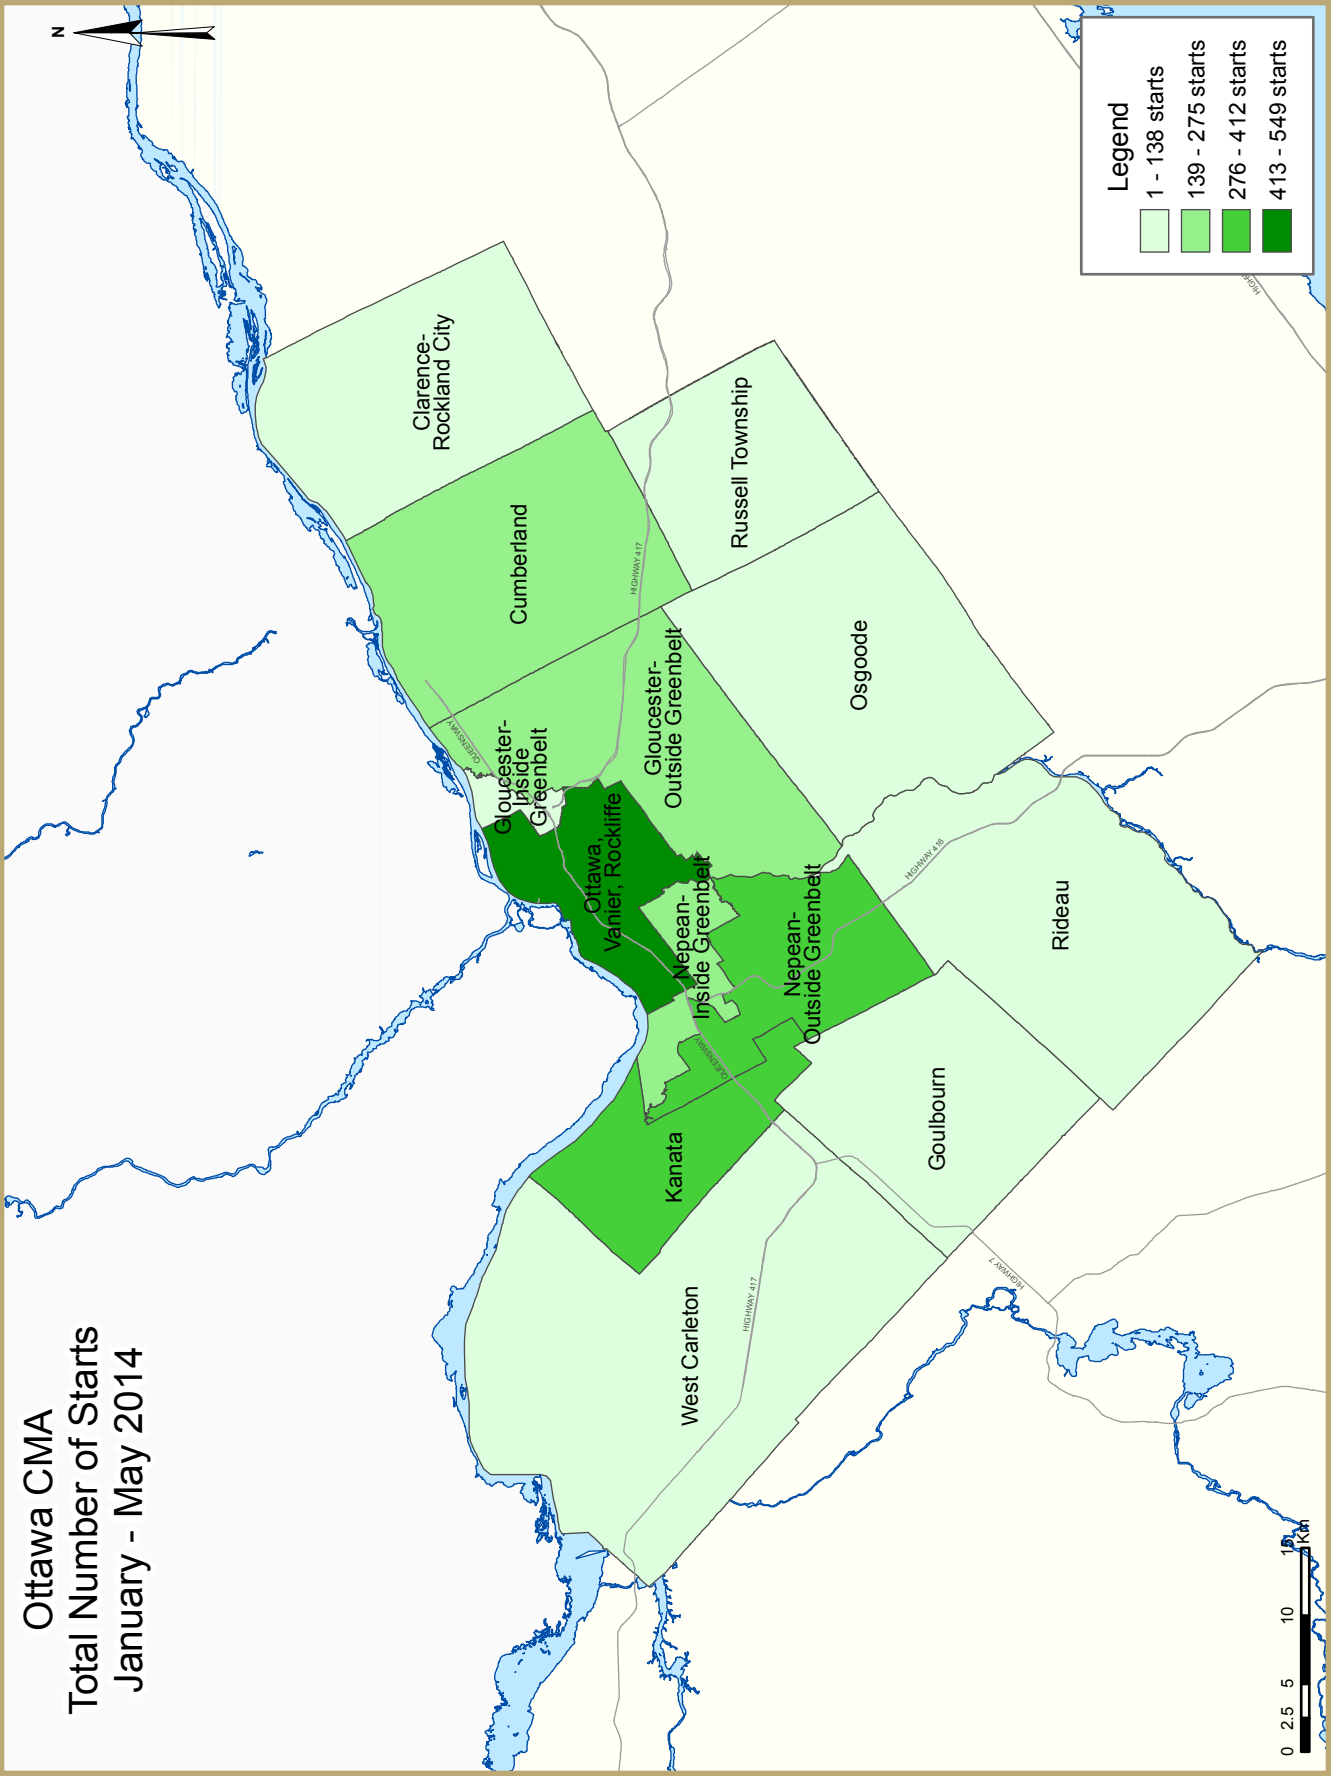 Ottawa CMA
Total Number of Starts
January - May 2014
N
Clarence-
Rockland City
Cumberland
Russell Township
HIGHWAY 417
QUEENSWAY
Gloucester-
Inside
Greenbelt
Gloucester-
Outside Greenbelt
Osgoode
Ottawa,
Vanier, Rockliffe
Nepean-
Inside Greenbelt
Nepean-
Outside Greenbelt
HIGHWAY 416
Rideau
QUEENSWAY
Kanata
Goulbourn
West Carleton
HIGHWAY 417
HIGHWAY 7
Legend
1 - 138 starts
139 - 275 starts
276 - 412 starts
413 - 549 starts
0 2.5 5 10 15
Km